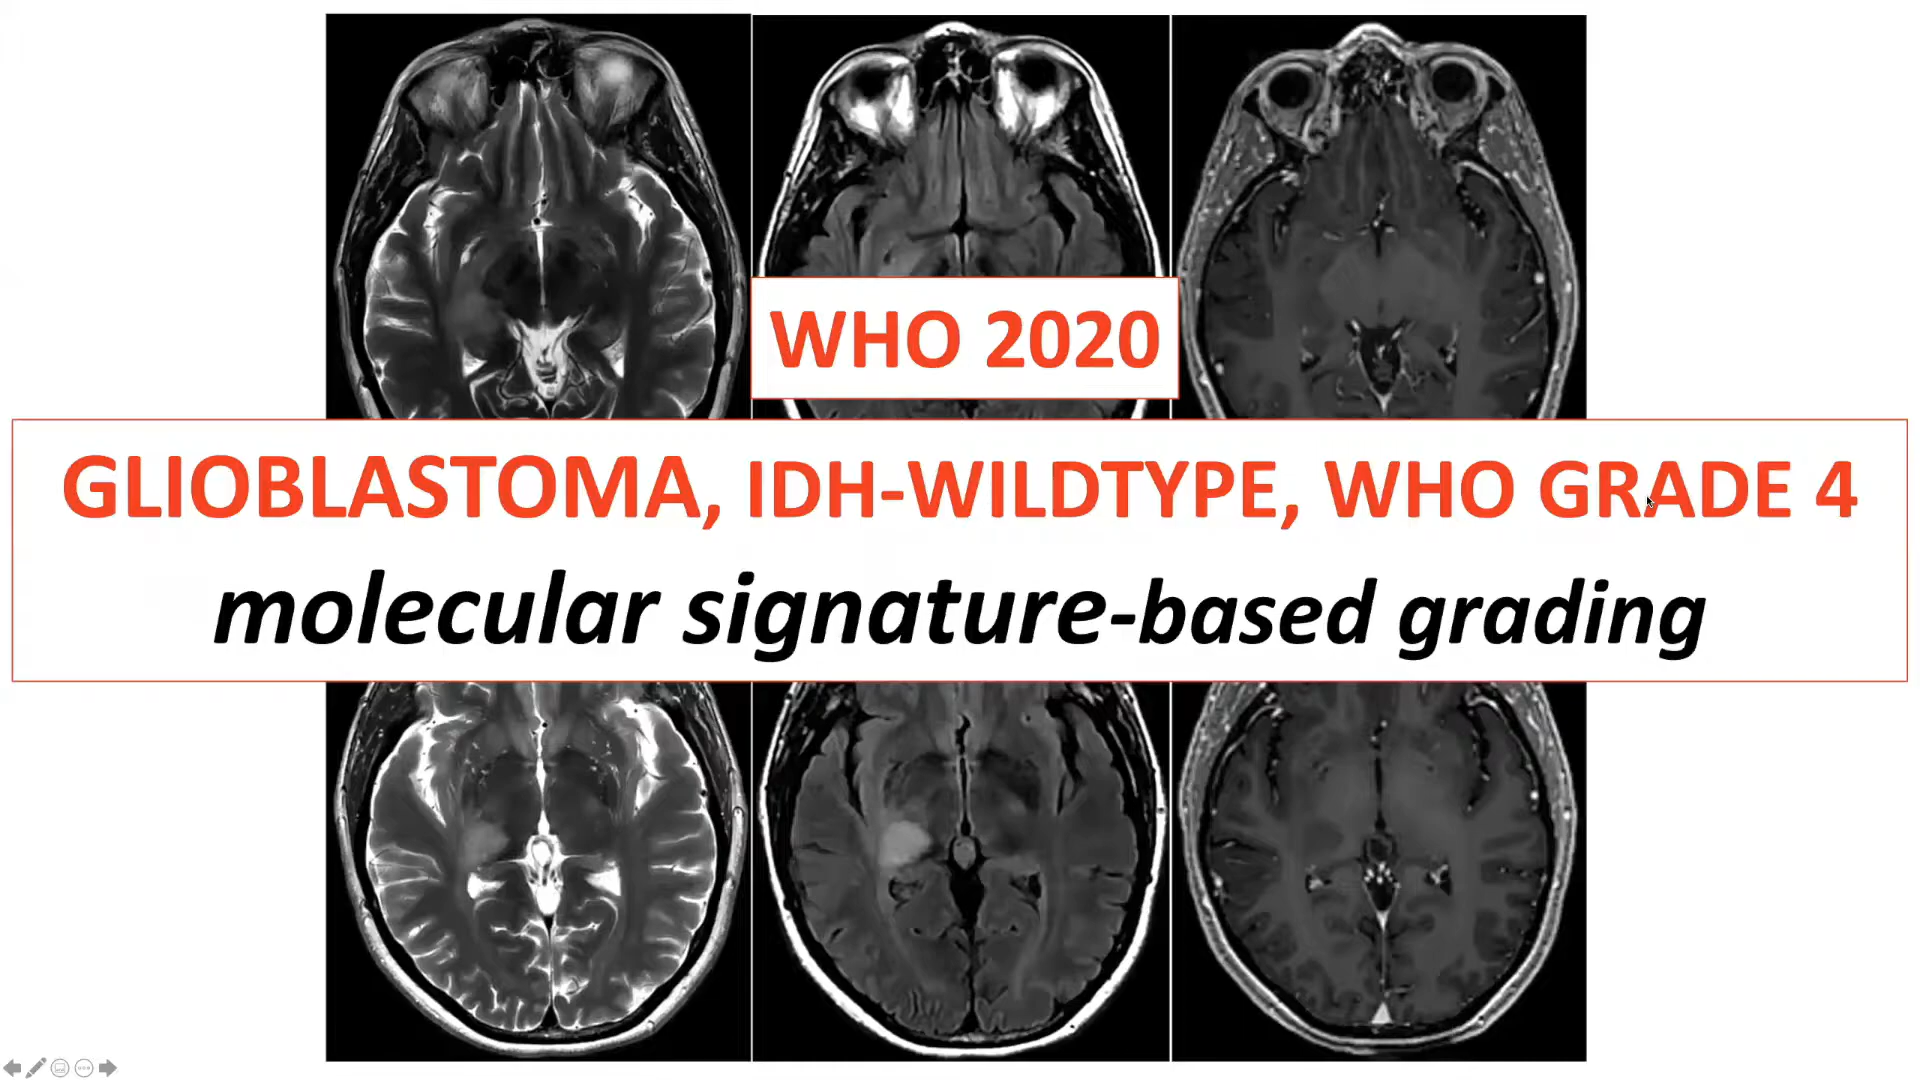 WHO 2020
GLIOBLASTOMA, IDH-WILDTYPE, WHO GRADE 4
molecular signature-based grading